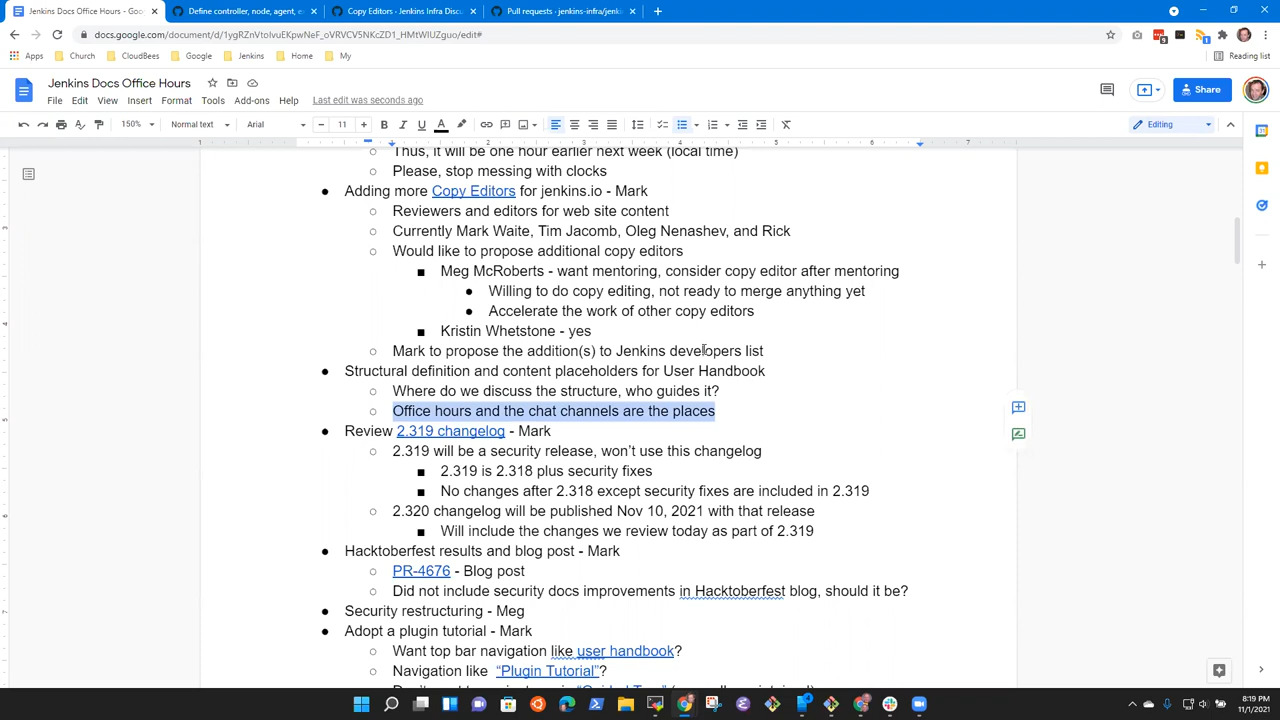 Jenkins Docs Office Hours - Goo
Define controller, node, agent, e
Copy Editors - Jenkins Infra Discu
Pull requests · jenkins-infra/jenki
Apps
Church
CloudBees
Google
Jenkins
Home
My
Reading list
Jenkins Docs Office Hours
File Edit View Insert Format Tools Add-ons Help Last edit was seconds ago
Share
150% Normal text Arial 11 Editing
1 2 3 4 5 6 7
Thus, it will be one hour earlier next week (local time)
Please, stop messing with clocks
Adding more Copy Editors for jenkins.io - Mark
Reviewers and editors for web site content
Currently Mark Waite, Tim Jacomb, Oleg Nenashev, and Rick
Would like to propose additional copy editors
Meg McRoberts - want mentoring, consider copy editor after mentoring
Willing to do copy editing, not ready to merge anything yet
Accelerate the work of other copy editors
Kristin Whetstone - yes
Mark to propose the addition(s) to Jenkins developers list
Structural definition and content placeholders for User Handbook
Where do we discuss the structure, who guides it?
Office hours and the chat channels are the places
Review 2.319 changelog - Mark
2.319 will be a security release, won't use this changelog
2.319 is 2.318 plus security fixes
No changes after 2.318 except security fixes are included in 2.319
2.320 changelog will be published Nov 10, 2021 with that release
Will include the changes we review today as part of 2.319
Hacktoberfest results and blog post - Mark
PR-4676 - Blog post
Did not include security docs improvements in Hacktoberfest blog, should it be?
Security restructuring - Meg
Adopt a plugin tutorial - Mark
Want top bar navigation like user handbook?
Navigation like "Plugin Tutorial"?
8:19 PM
11/1/2021